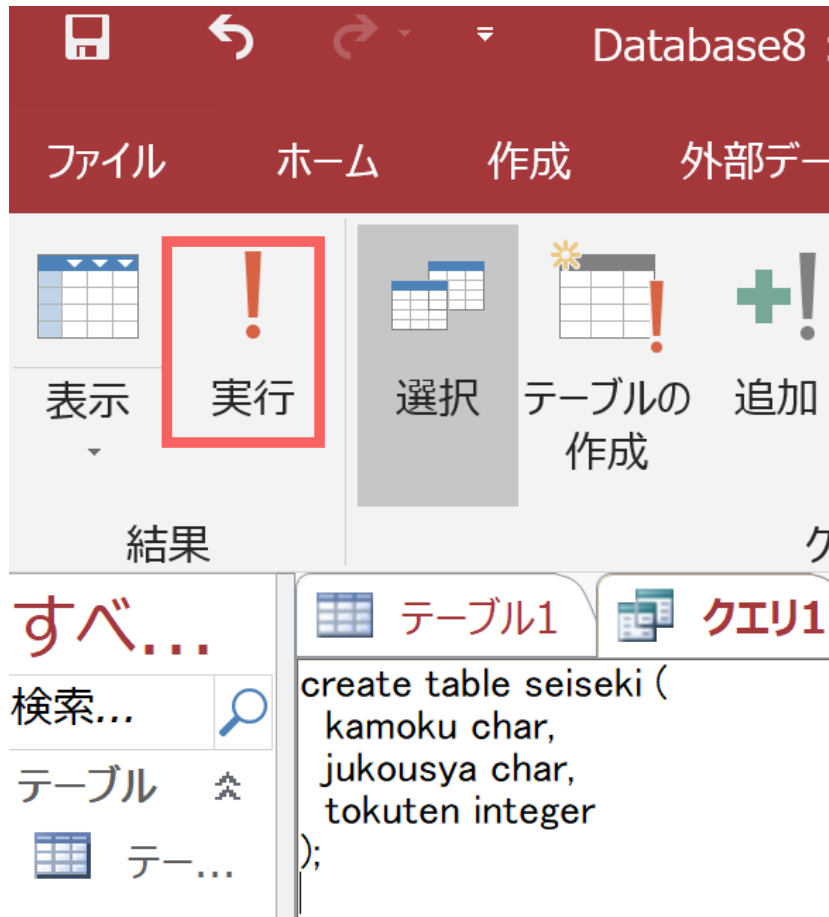 Database8 :
ファイル ホーム 作成 外部デー
表示 実行 選択 テーブルの 追加
作成
結果 ク
すべ... テーブル1 クエリ1
検索...
テーブル
テー...
create table seiseki (
kamoku char,
jukousya char,
tokuten integer
);